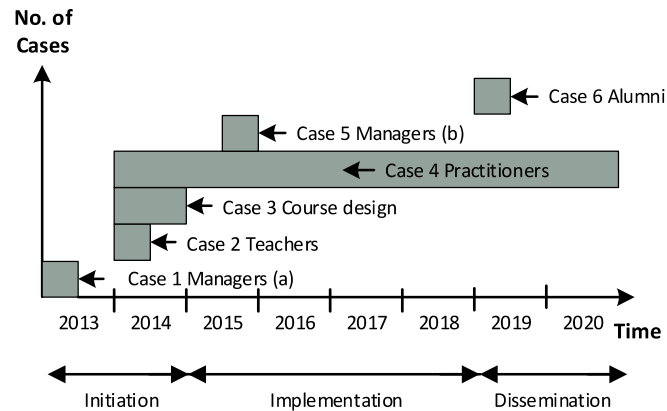 No. of
Cases
Case 6 Alumni
Case 5 Managers (b)
Case 4 Practitioners
Case 3 Course design
Case 2 Teachers
Case 1 Managers (a)
2013 2014 2015 2016 2017 2018 2019 2020 Time
Initiation Implementation Dissemination